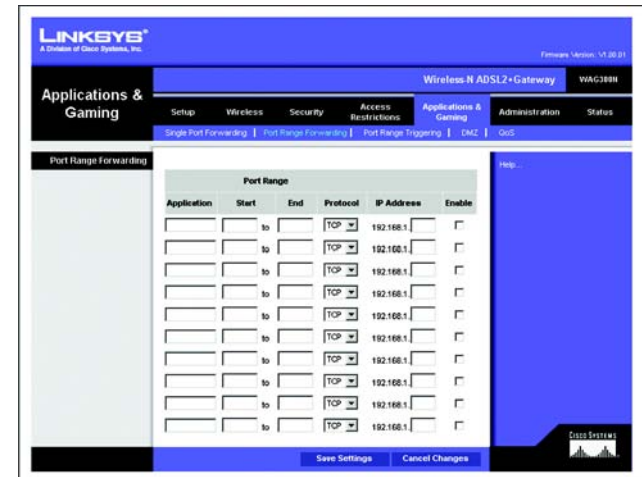 LINKSYS®
A Division of Cisco Systems, Inc.
Firmware Version: V1.00.01
Wireless-N ADSL2+Gateway WAG300N
Applications & Gaming
Setup Wireless Security Access Restrictions Applications & Gaming Administration Status
Single Port Forwarding | Port Range Forwarding | Port Range Triggering | DMZ | QoS
Port Range Forwarding
Help...
Port Range
Application Start End Protocol IP Address Enable
to TCP 192.168.1.
to TCP 192.168.1.
to TCP 192.168.1.
to TCP 192.168.1.
to TCP 192.168.1.
to TCP 192.168.1.
to TCP 192.168.1.
to TCP 192.168.1.
to TCP 192.168.1.
to TCP 192.168.1.
Save Settings Cancel Changes
CISCO SYSTEMS